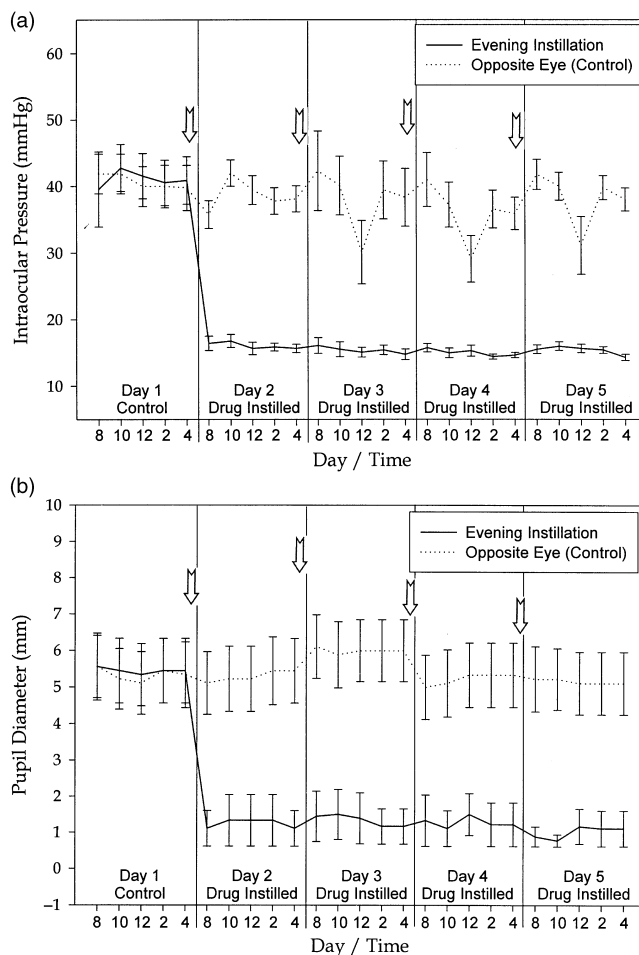 (a)
65
60
50
40
30
20
10
Intraocular Pressure (mmHg)
Evening Instillation
Opposite Eye (Control)
Day 1 Day 2 Day 3 Day 4 Day 5
Control Drug Instilled Drug Instilled Drug Instilled Drug Instilled
8 10 12 2 4 8 10 12 2 4 8 10 12 2 4 8 10 12 2 4 8 10 12 2 4
Day / Time
(b)
10
9
8
7
6
5
4
3
2
1
0
–1
Pupil Diameter (mm)
Evening Instillation
Opposite Eye (Control)
Day 1 Day 2 Day 3 Day 4 Day 5
Control Drug Instilled Drug Instilled Drug Instilled Drug Instilled
8 10 12 2 4 8 10 12 2 4 8 10 12 2 4 8 10 12 2 4 8 10 12 2 4
Day / Time